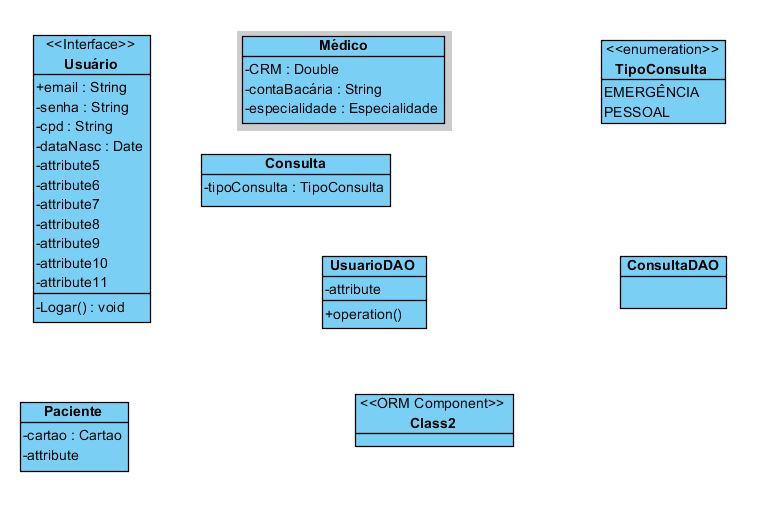 <<Interface>>
Usuário
+email : String
-senha : String
-cpd : String
-dataNasc : Date
-attribute5
-attribute6
-attribute7
-attribute8
-attribute9
-attribute10
-attribute11
-Logar() : void
Médico
-CRM : Double
-contaBacária : String
-especialidade : Especialidade
<<enumeration>>
TipoConsulta
EMERGÊNCIA
PESSOAL
Consulta
-tipoConsulta : TipoConsulta
UsuarioDAO
-attribute
+operation()
ConsultaDAO
Paciente
-cartao : Cartao
-attribute
<<ORM Component>>
Class2